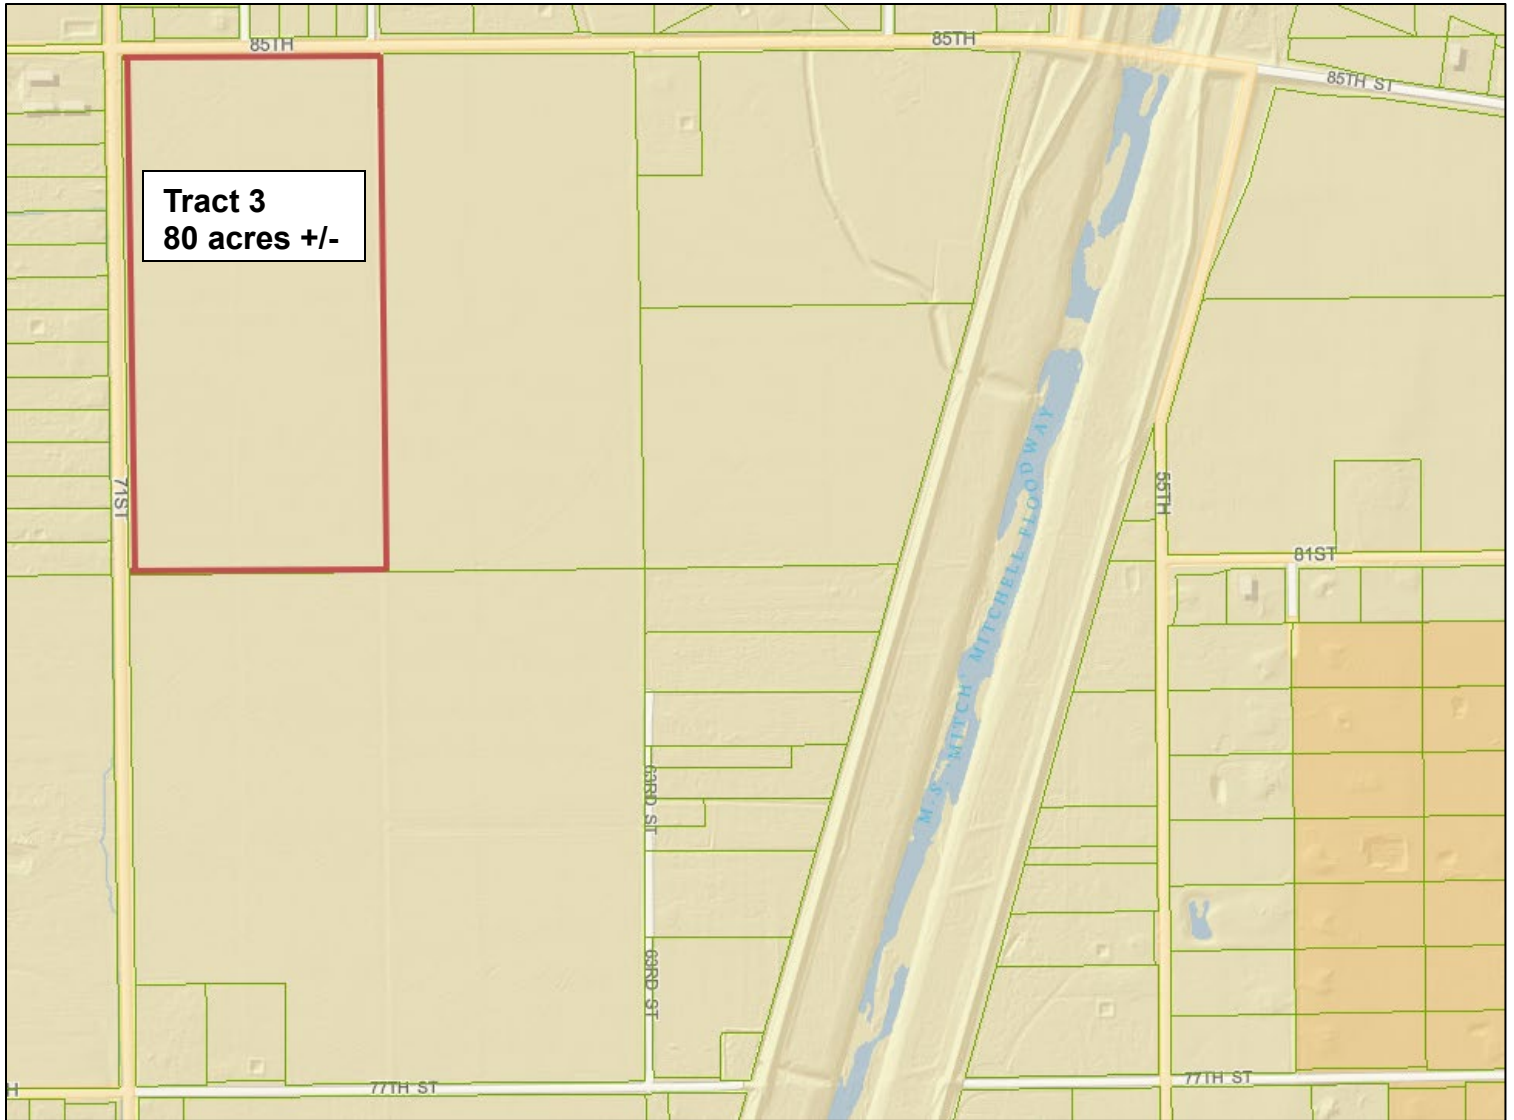 85TH
85TH
85TH ST
Tract 3
80 acres +/-
71ST
55TH
81ST
M. S. 'MITCH' MITCHELL FLOODWAY
63RD ST
63RD ST
77TH ST
77TH ST
H